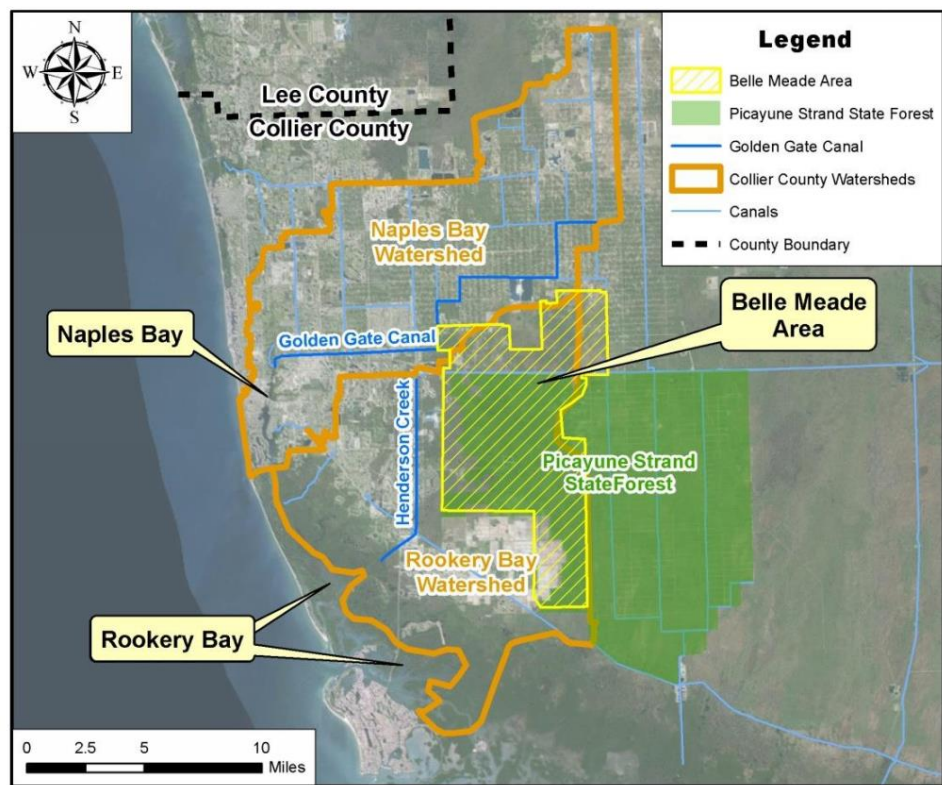 N
W E
S
Lee County
Collier County
Legend
Belle Meade Area
Picayune Strand State Forest
Golden Gate Canal
Collier County Watersheds
Canals
County Boundary
Naples Bay
Watershed
Belle Meade
Area
Naples Bay
Golden Gate Canal
Henderson Creek
Picayune Strand
StateForest
Rookery Bay
Watershed
Rookery Bay
0 2.5 5 10
Miles